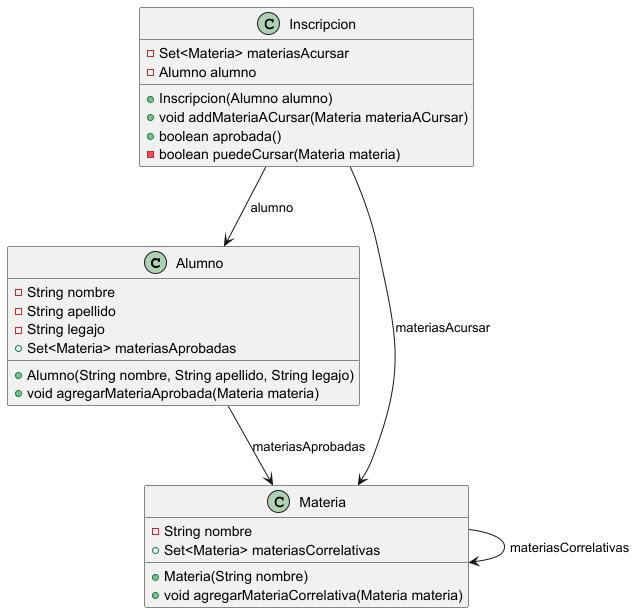 C Inscripcion
Set<Materia> materiasAcursar
Alumno alumno
Inscripcion(Alumno alumno)
void addMateriaACursar(Materia materiaACursar)
boolean aprobada()
boolean puedeCursar(Materia materia)
alumno
C Alumno
String nombre
String apellido
String legajo
Set<Materia> materiasAprobadas
Alumno(String nombre, String apellido, String legajo)
void agregarMateriaAprobada(Materia materia)
materiasAcursar
materiasAprobadas
C Materia
String nombre
Set<Materia> materiasCorrelativas
Materia(String nombre)
void agregarMateriaCorrelativa(Materia materia)
materiasCorrelativas